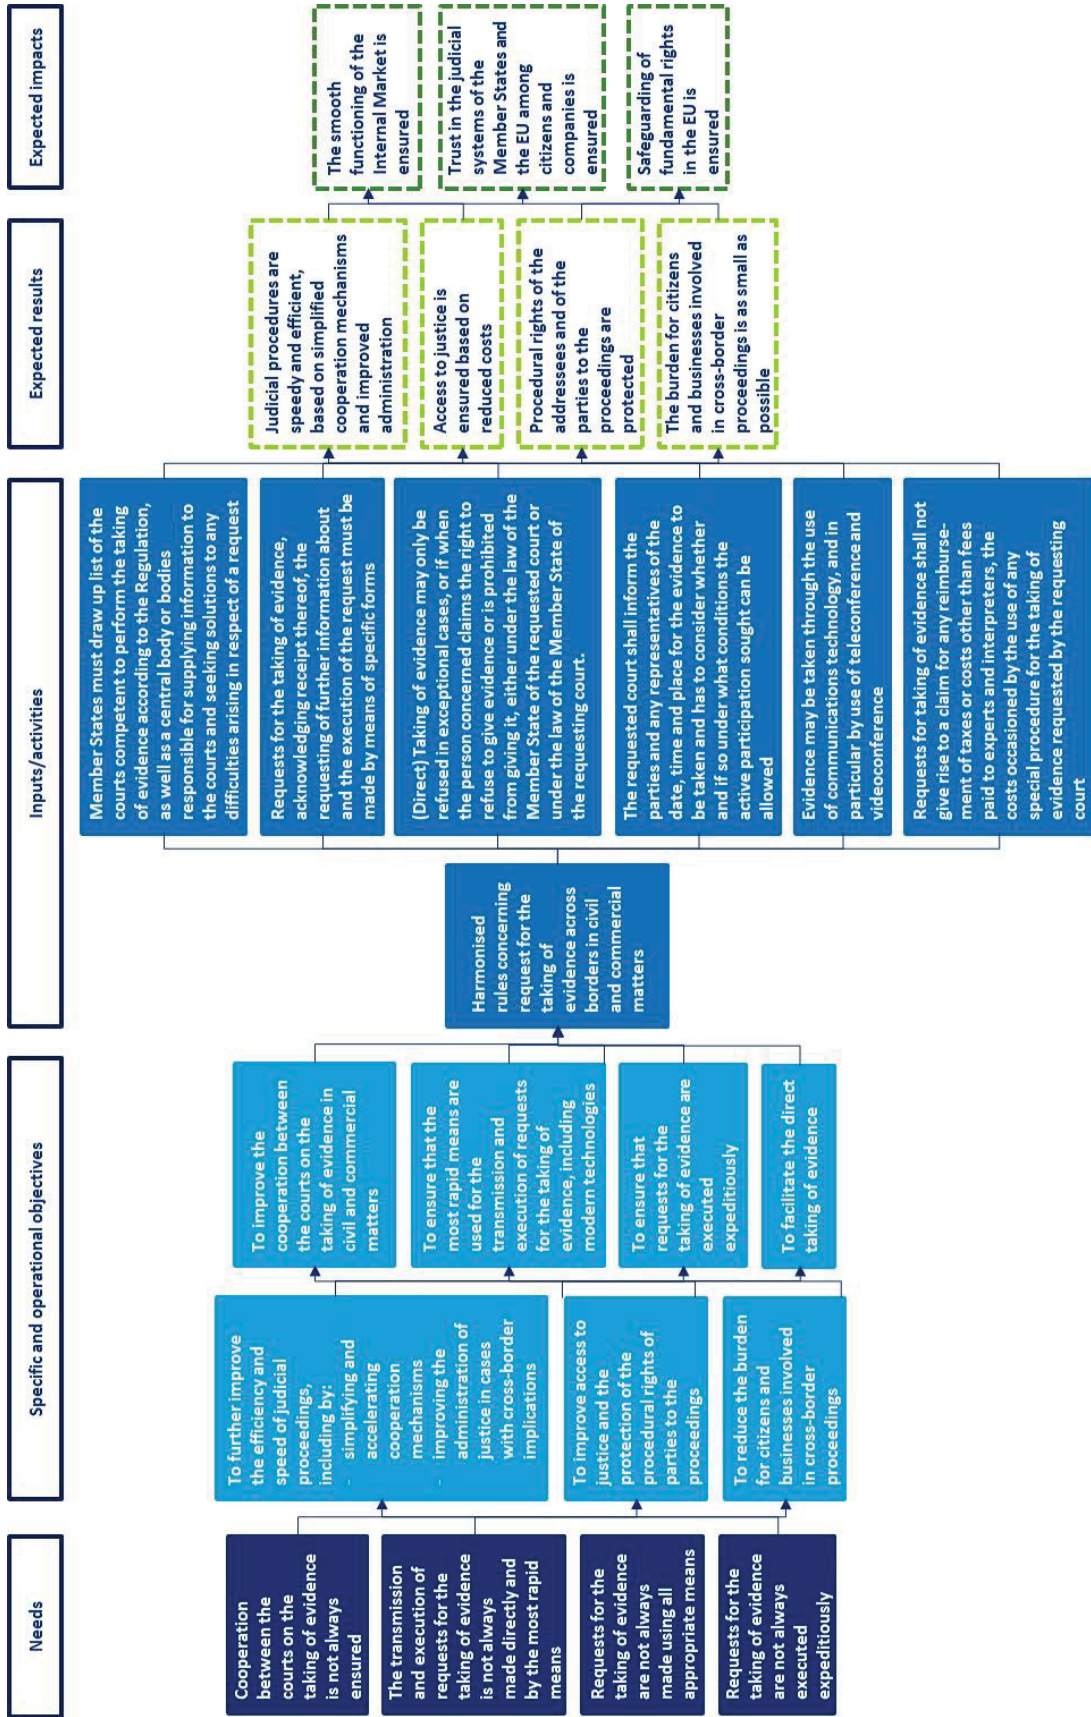 Needs
Specific and operational objectives
Inputs/activities
Expected results
Expected impacts
Cooperation
between the
courts on the
taking of evidence
is not always
ensured
The transmission
and execution of
requests for the
taking of evidence
is not always
made directly and
by the most rapid
means
Requests for the
taking of evidence
are not always
made using all
appropriate means
Requests for the
taking of evidence
are not always
executed
expeditiously
To further improve
the efficiency and
speed of judicial
proceedings,
including by:
- simplifying and
accelerating
cooperation
mechanisms
- improving the
administration of
justice in cases
with cross-border
implications
To improve access to
justice and the
protection of the
procedural rights of
parties to the
proceedings
To reduce the burden
for citizens and
businesses involved
in cross-border
proceedings
To improve the
cooperation between
the courts on the
taking of evidence in
civil and commercial
matters
To ensure that the
most rapid means are
used for the
transmission and
execution of requests
for the taking of
evidence, including
modern technologies
To ensure that
requests for the
taking of evidence are
executed
expeditiously
To facilitate the direct
taking of evidence
Harmonised
rules concerning
request for the
taking of
evidence across
borders in civil
and commercial
matters
Member States must draw up list of the
courts competent to perform the taking
of evidence according to the Regulation,
as well as a central body or bodies
responsible for supplying information to
the courts and seeking solutions to any
difficulties arising in respect of a request
Requests for the taking of evidence,
acknowledging receipt thereof, the
requesting of further information about
and the execution of the request must be
made by means of specific forms
(Direct) Taking of evidence may only be
refused in exceptional cases, or if when
the person concerned claims the right to
refuse to give evidence or is prohibited
from giving it, either under the law of the
Member State of the requested court or
under the law of the Member State of
the requesting court.
The requested court shall inform the
parties and any representatives of the
date, time and place for the evidence to
be taken and has to consider whether
and if so under what conditions the
active participation sought can be
allowed
Evidence may be taken through the use
of communications technology, and in
particular by use of teleconference and
videoconference
Requests for taking of evidence shall not
give rise to a claim for any reimburse-
ment of taxes or costs other than fees
paid to experts and interpreters, the
costs occasioned by the use of any
special procedure for the taking of
evidence requested by the requesting
court
Judicial procedures are
speedy and efficient,
based on simplified
cooperation mechanisms
and improved
administration
Access to justice is
ensured based on
reduced costs
Procedural rights of the
addressees and of the
parties to the
proceedings are
protected
The burden for citizens
and businesses involved
in cross-border
proceedings is as small as
possible
The smooth
functioning of the
Internal Market is
ensured
Trust in the judicial
systems of the
Member States and
the EU among
citizens and
companies is
ensured
Safeguarding of
fundamental rights
in the EU is
ensured